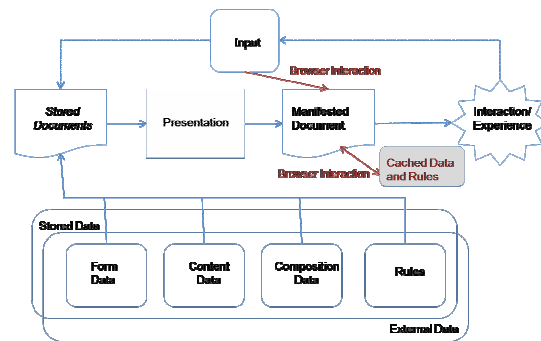 Input
Browser Interaction
Stored
Documents
Presentation
Manifested
Document
Interaction/
Experience
Cached Data
and Rules
Browser Interaction
Stored Data
Form
Data
Content
Data
Composition
Data
Rules
External Data